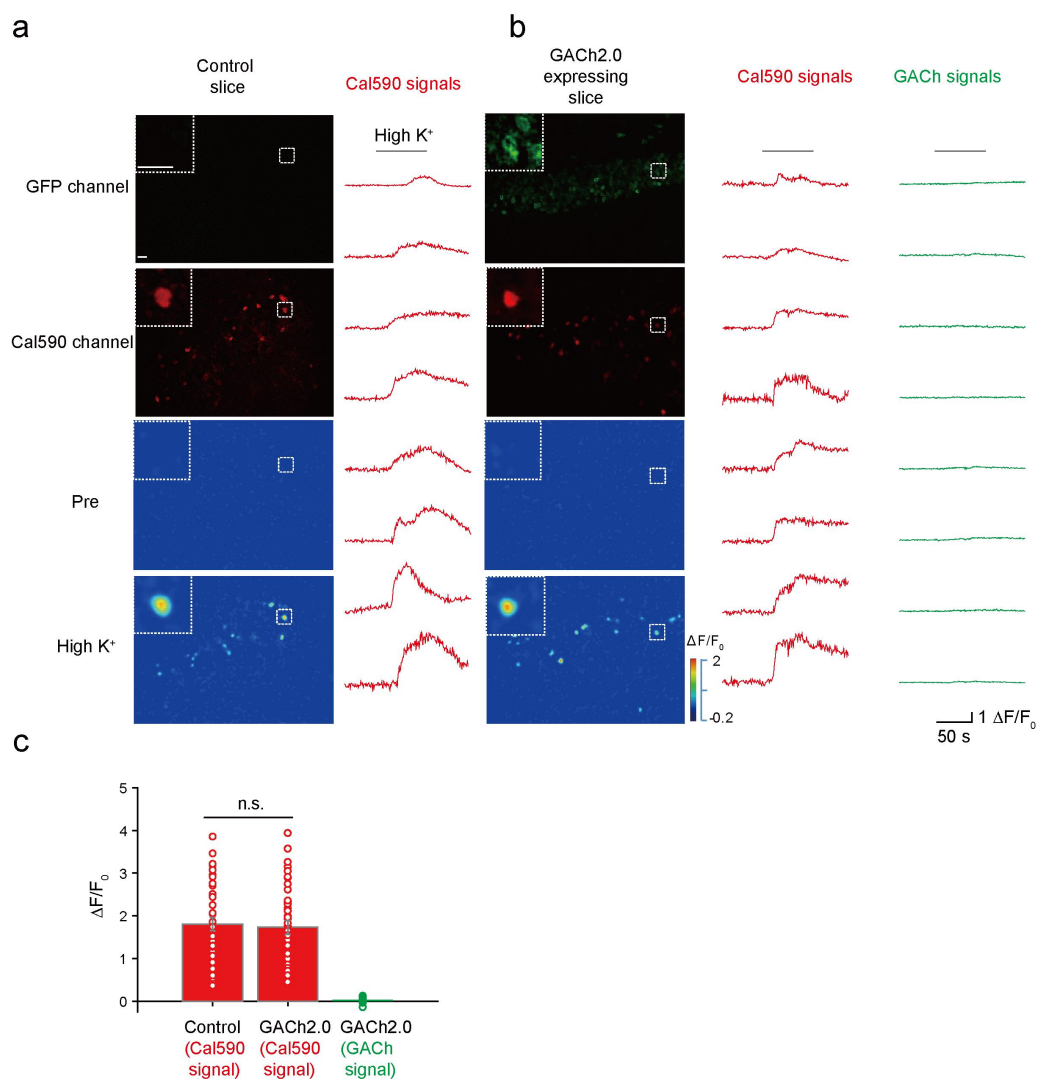 a
b
Control
slice
Cal590 signals
GACh2.0
expressing
slice
Cal590 signals
GACh signals
High K⁺
GFP channel
Cal590 channel
Pre
High K⁺
ΔF/F₀
2
-0.2
1 ΔF/F₀
50 s
c
5
4
3
2
1
0
ΔF/F₀
n.s.
Control
(Cal590
signal)
GACh2.0
(Cal590
signal)
GACh2.0
(GACh
signal)